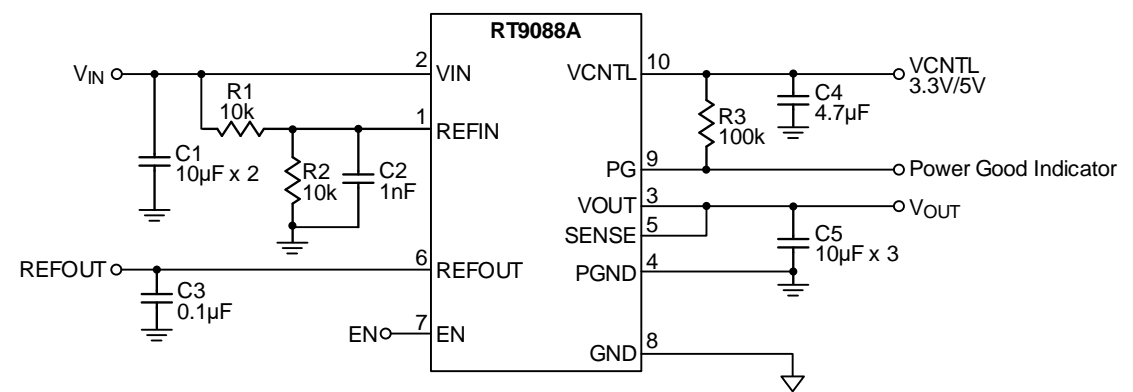 RT9088A
VIN
2
VIN
R1
10k
1
REFIN
C1
10µF x 2
R2
10k
C2
1nF
REFOUT
6
REFOUT
C3
0.1µF
EN
7
EN
VCNTL
10
VCNTL
3.3V/5V
C4
4.7µF
R3
100k
PG
9
Power Good Indicator
VOUT
3
VOUT
SENSE
5
C5
10µF x 3
PGND
4
GND
8